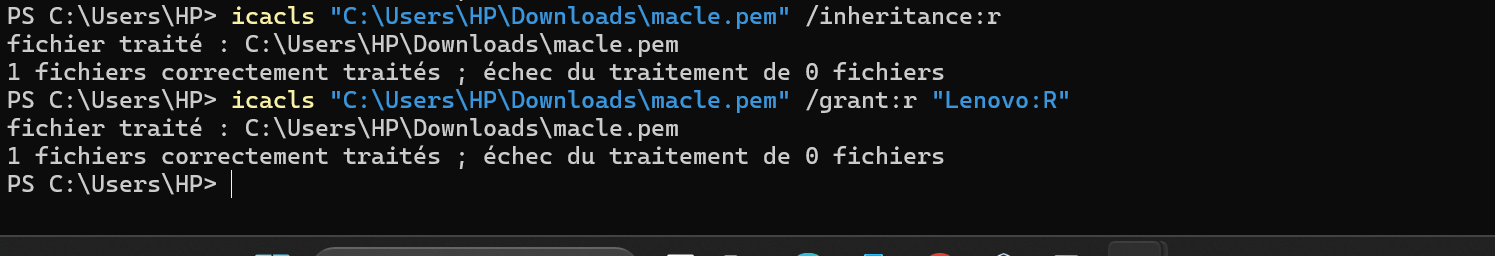 PS C:\Users\HP> icacls "C:\Users\HP\Downloads\macle.pem" /inheritance:r
fichier traité : C:\Users\HP\Downloads\macle.pem
1 fichiers correctement traités ; échec du traitement de 0 fichiers
PS C:\Users\HP> icacls "C:\Users\HP\Downloads\macle.pem" /grant:r "Lenovo:R"
fichier traité : C:\Users\HP\Downloads\macle.pem
1 fichiers correctement traités ; échec du traitement de 0 fichiers
PS C:\Users\HP>